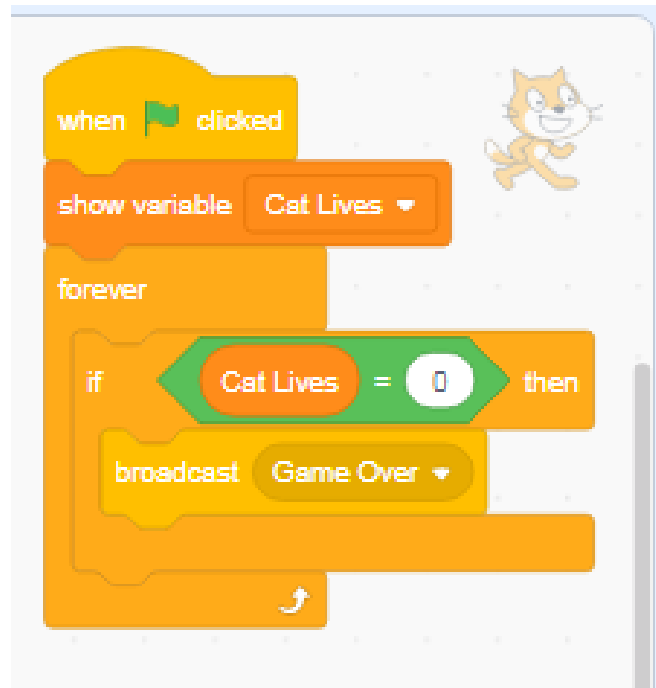 when clicked
show variable Cat Lives
forever
if Cat Lives = 0 then
broadcast Game Over